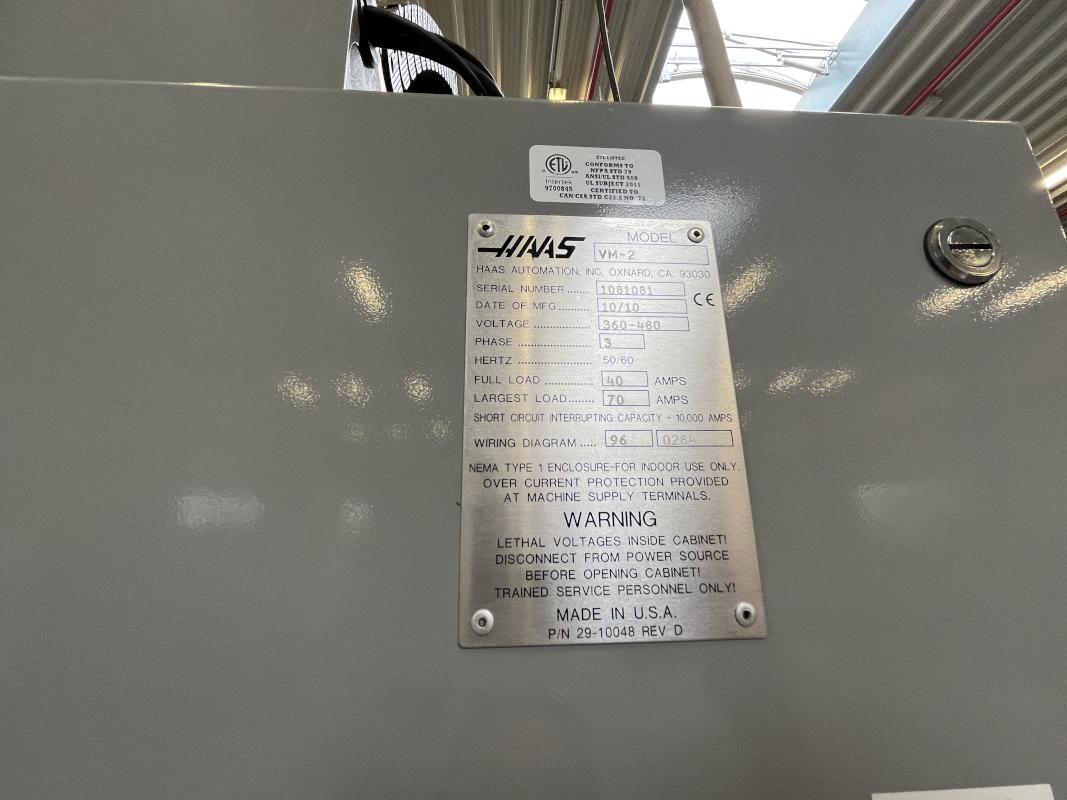 ETL LISTED
CONFORMS TO
NFPA STD 79
ANSI/UL STD 508
UL SUBJECT 2011
CERTIFIED TO
CAN/CSA STD C22.2 NO. 73
ETL
Intertek
9700845
HAAS
MODEL
VM-2
HAAS AUTOMATION, INC, OXNARD, CA. 93030
SERIAL NUMBER ...... 1081081
CE
DATE OF MFG ......... 10/10
VOLTAGE ................. 360-480
PHASE ...................... 3
HERTZ ...................... 50/60
FULL LOAD ............... 40 AMPS
LARGEST LOAD........ 70 AMPS
SHORT CIRCUIT INTERRUPTING CAPACITY - 10,000 AMPS
WIRING DIAGRAM ..... 96 0284
NEMA TYPE 1 ENCLOSURE-FOR INDOOR USE ONLY.
OVER CURRENT PROTECTION PROVIDED
AT MACHINE SUPPLY TERMINALS.
WARNING
LETHAL VOLTAGES INSIDE CABINET!
DISCONNECT FROM POWER SOURCE
BEFORE OPENING CABINET!
TRAINED SERVICE PERSONNEL ONLY!
MADE IN U.S.A.
P/N 29-10048 REV D